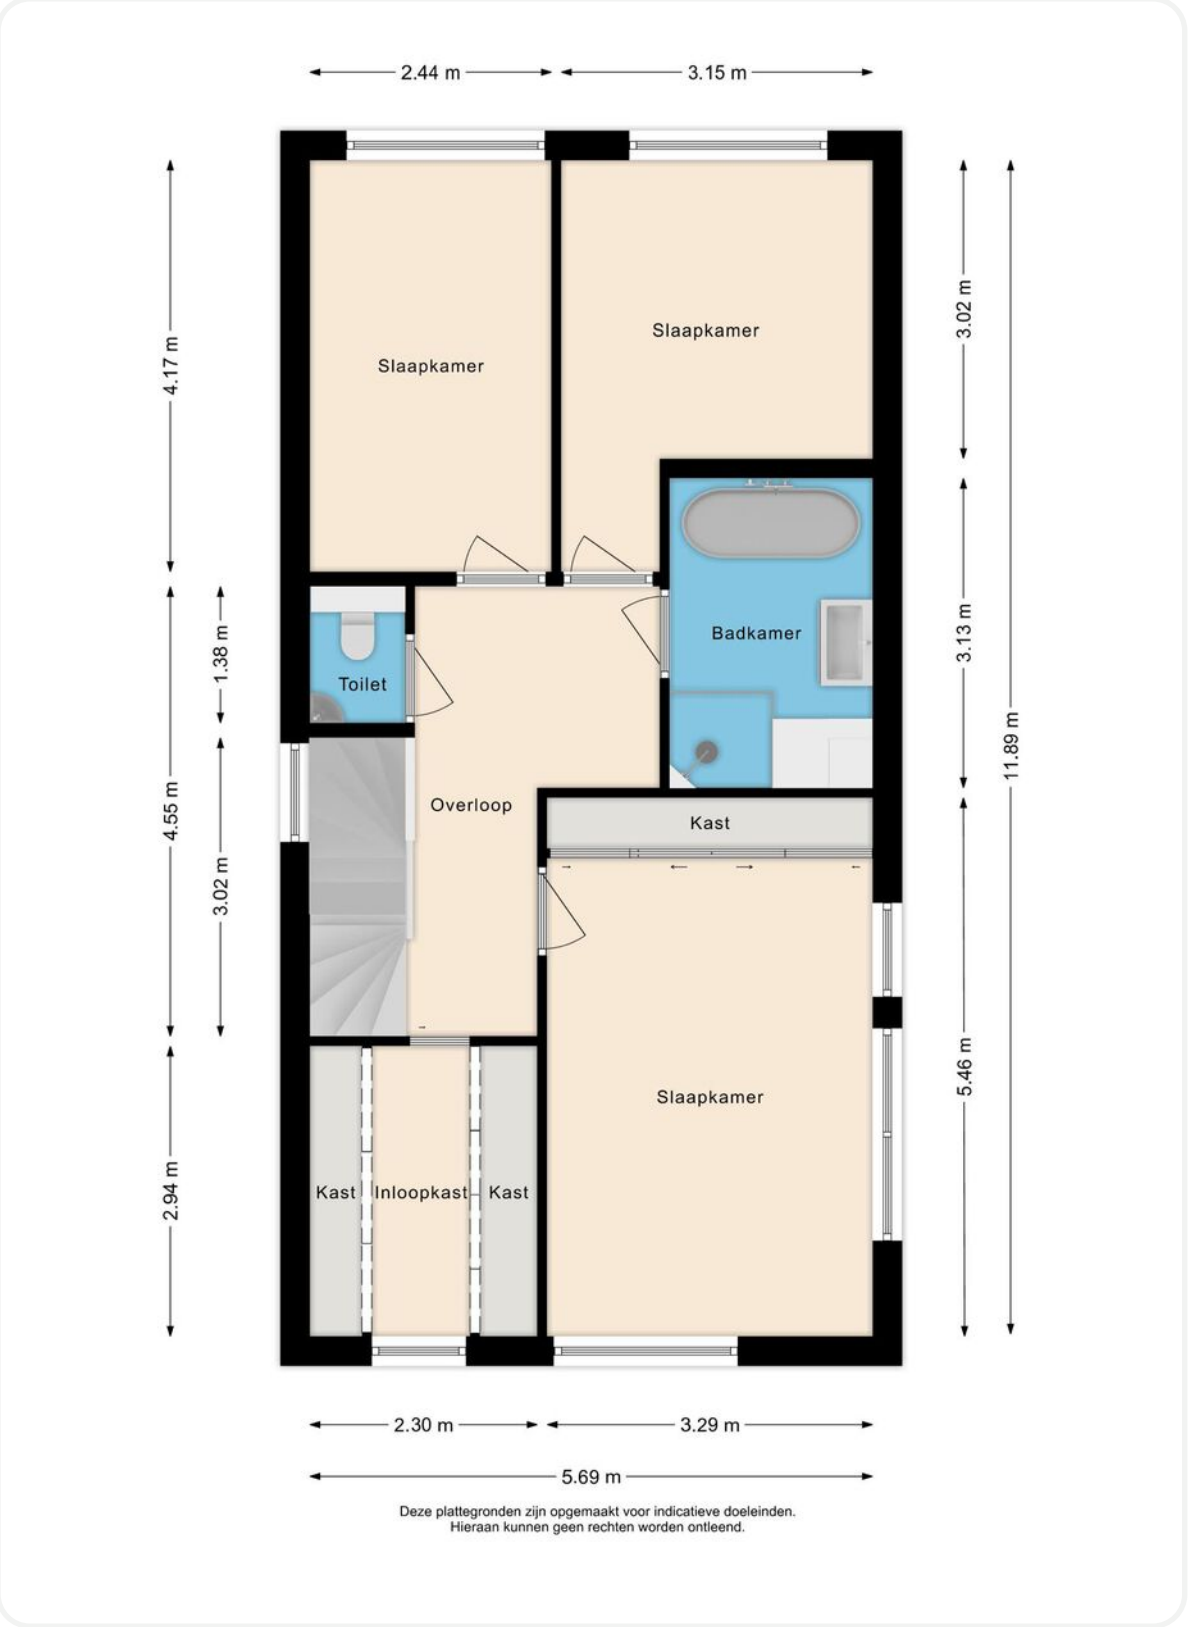 2.44 m
3.15 m
4.17 m
3.02 m
Slaapkamer
Slaapkamer
1.38 m
Toilet
Badkamer
3.13 m
11.89 m
4.55 m
3.02 m
Overloop
Kast
5.46 m
Slaapkamer
2.94 m
Kast
Inloopkast
Kast
2.30 m
3.29 m
5.69 m
Deze plattegronden zijn opgemaakt voor indicatieve doeleinden.
Hieraan kunnen geen rechten worden ontleend.